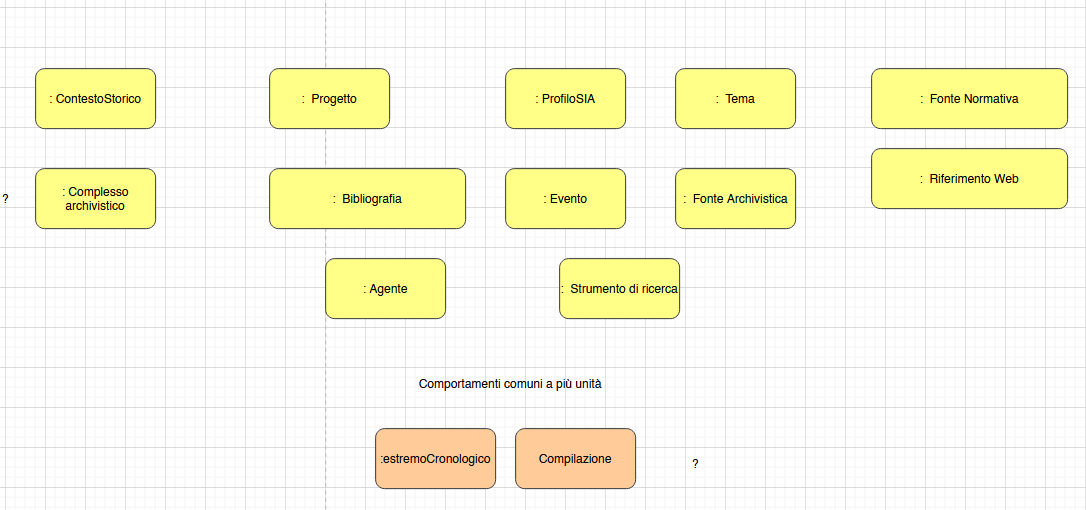 : ContestoStorico
: Progetto
: ProfiloSIA
: Tema
: Fonte Normativa
?
: Complesso
archivistico
: Bibliografia
: Evento
: Fonte Archivistica
: Riferimento Web
: Agente
: Strumento di ricerca
Comportamenti comuni a più unità
:estremoCronologico
Compilazione
?